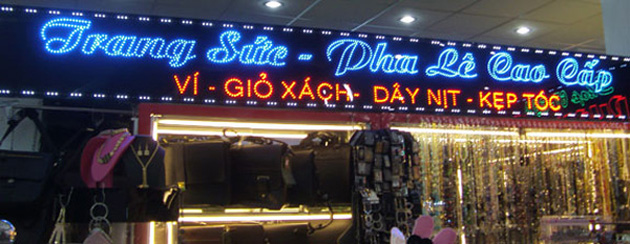 Trang Sức - Pha Lê Cao Cấp
VÍ - GIỎ XÁCH - DÂY NỊT - KẸP TÓC